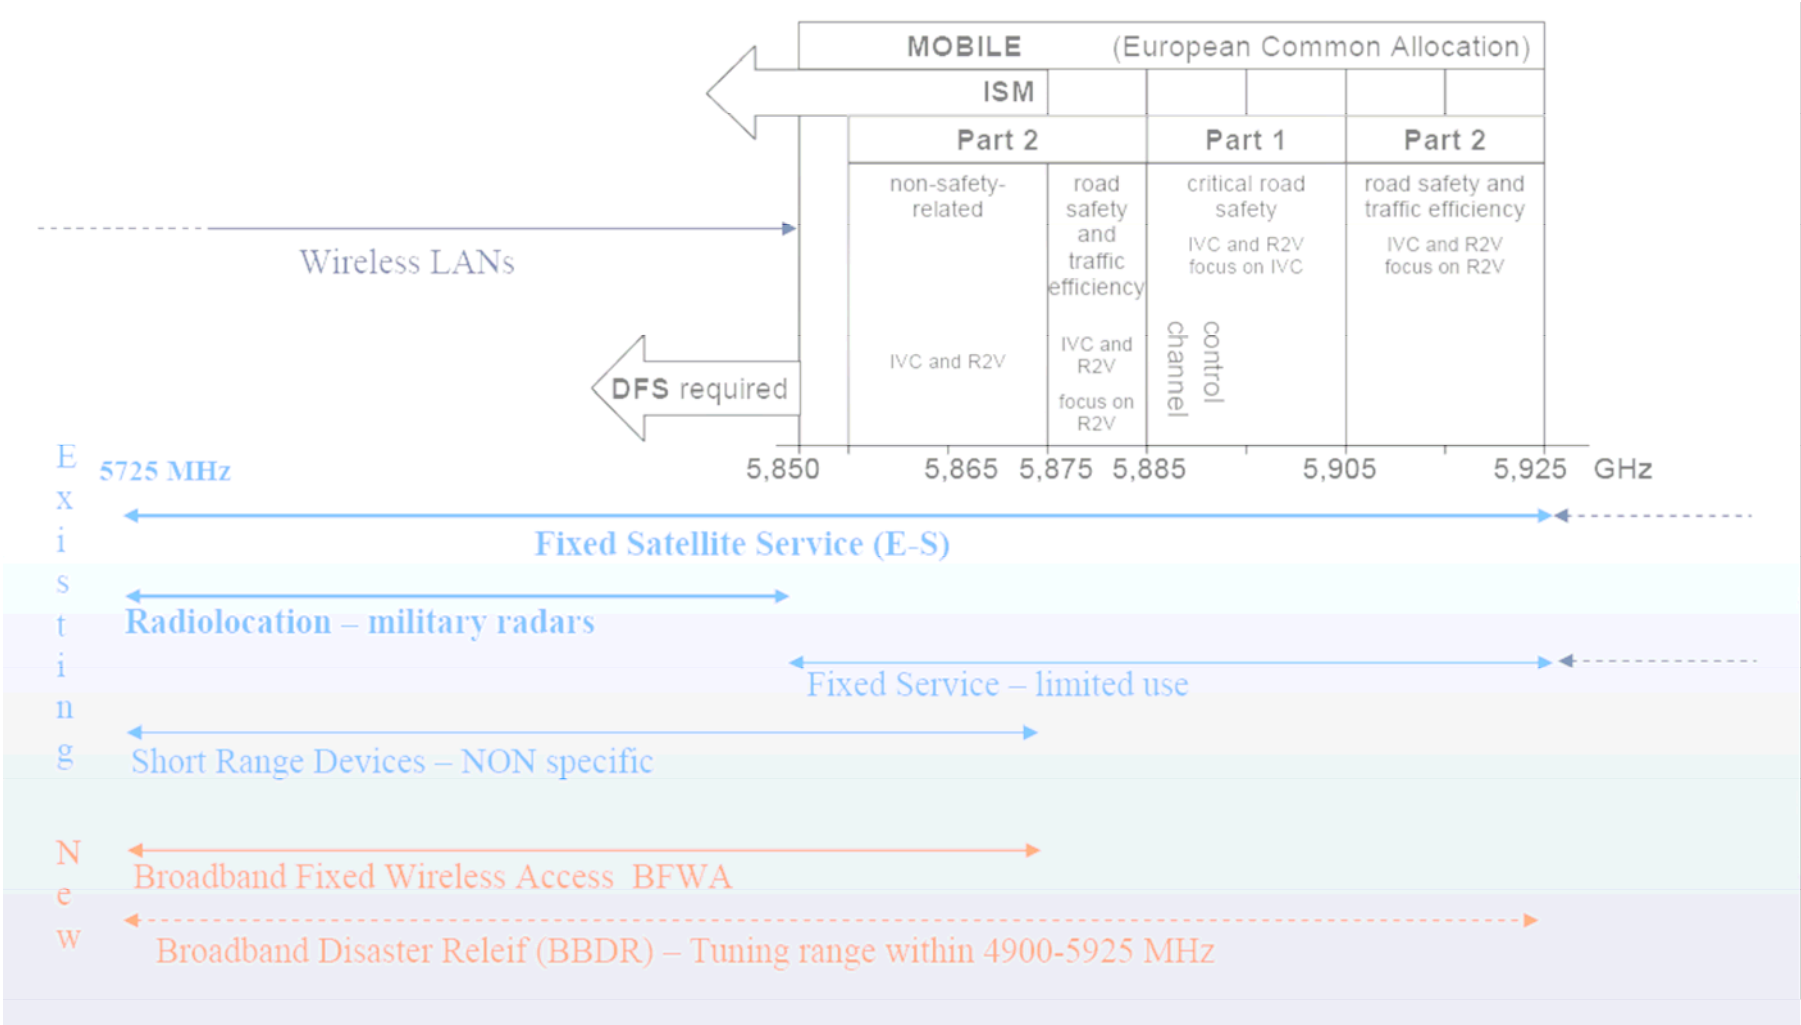 MOBILE (European Common Allocation)
ISM
Part 2 Part 1 Part 2
non-safety-
related
road
safety
and
traffic
efficiency
critical road
safety
road safety and
traffic efficiency
IVC and R2V
focus on IVC
IVC and R2V
focus on R2V
Wireless LANs
IVC and R2V
IVC and
R2V
focus on
R2V
control
channel
DFS required
5,850 5,865 5,875 5,885 5,905 5,925 GHz
Existing
5725 MHz
Fixed Satellite Service (E-S)
Radiolocation – military radars
Fixed Service – limited use
Short Range Devices – NON specific
New
Broadband Fixed Wireless Access BFWA
Broadband Disaster Releif (BBDR) – Tuning range within 4900-5925 MHz